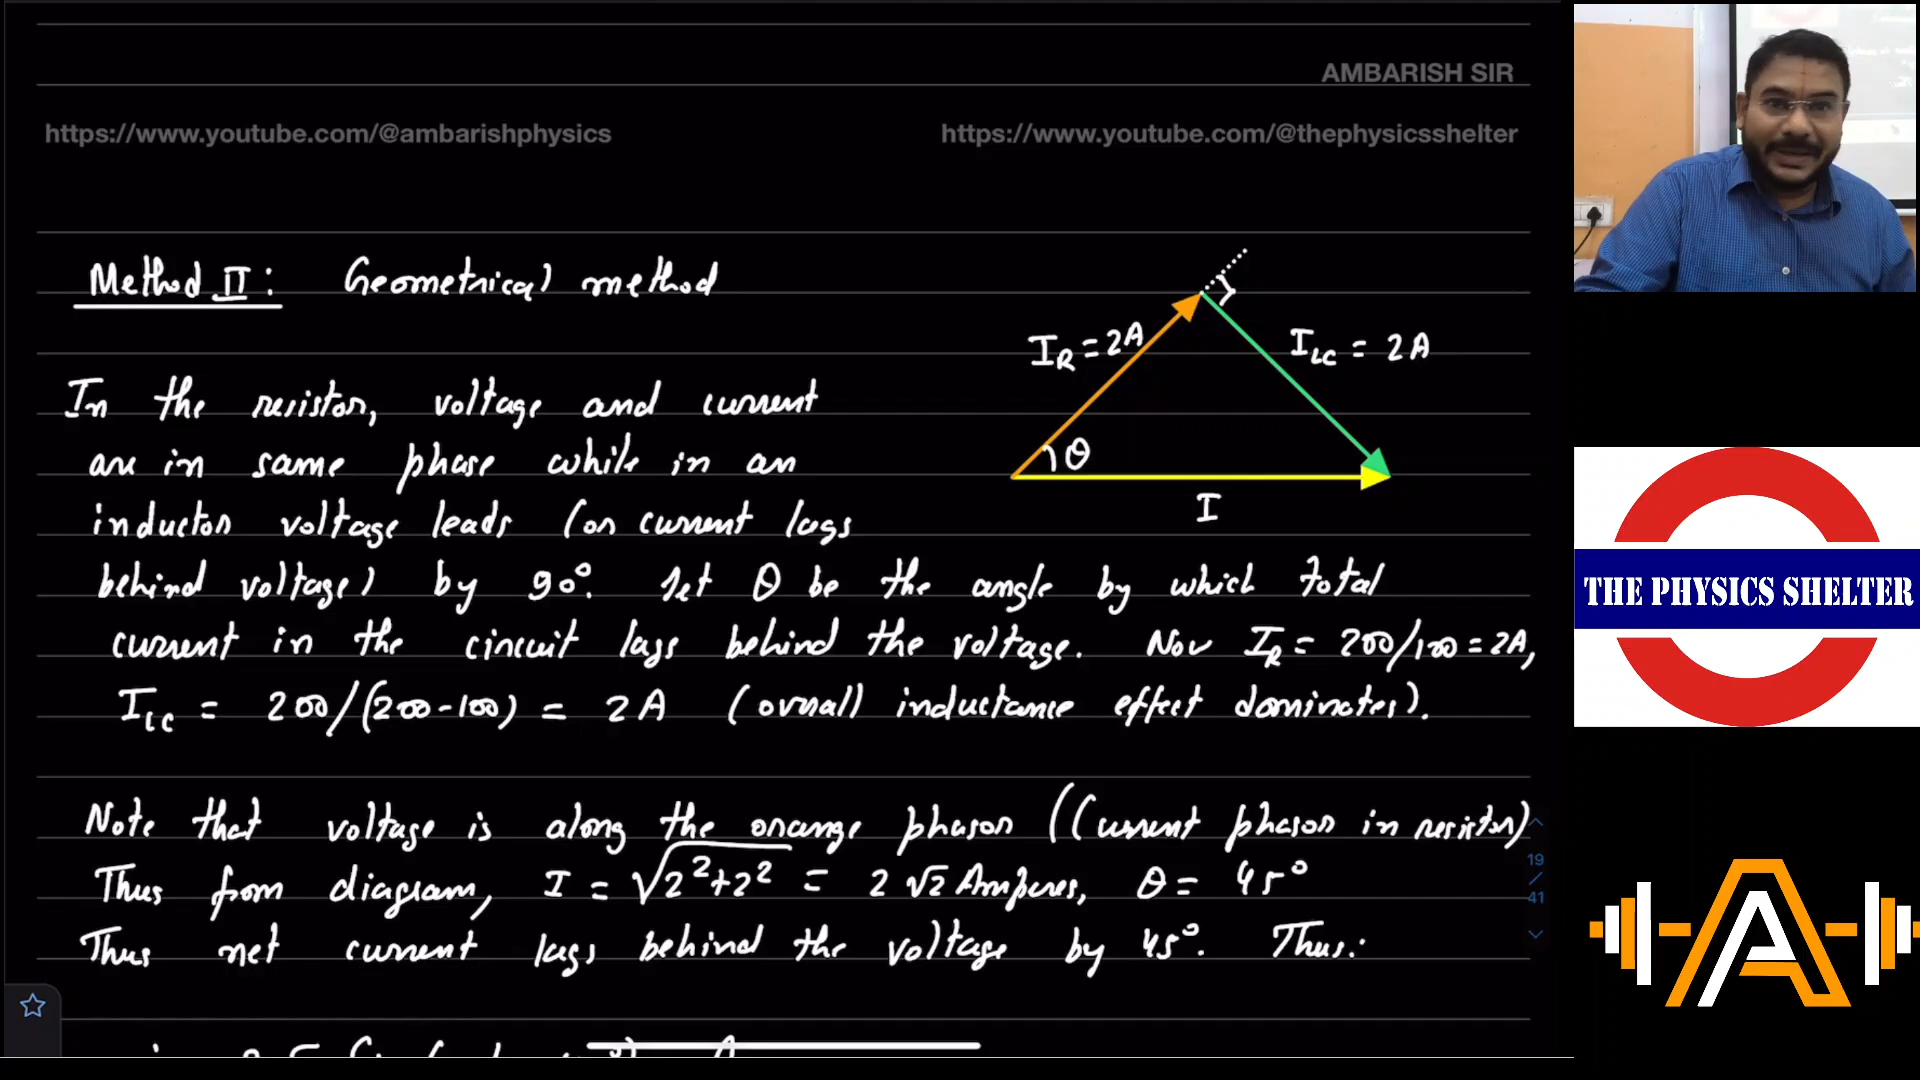 AMBARISH SIR
https://www.youtube.com/@ambarishphysics
https://www.youtube.com/@thephysicsshelter
Method II: Geometrical method
I_R = 2A
I_LC = 2A
θ
I
In the resistor, voltage and current
are in same phase while in an
inductor voltage leads (or current lags
behind voltage) by 90°. Let θ be the angle by which total
current in the circuit lags behind the voltage. Now I_R = 200/100 = 2A,
I_LC = 200/(200-100) = 2A (overall inductance effect dominates).
Note that voltage is along the orange phasor ((current phasor in resistor)
Thus from diagram, I = √2²+2² = 2√2 Amperes, θ = 45°
Thus net current lags behind the voltage by 45°. Thus:
19
/
41
THE PHYSICS SHELTER
A